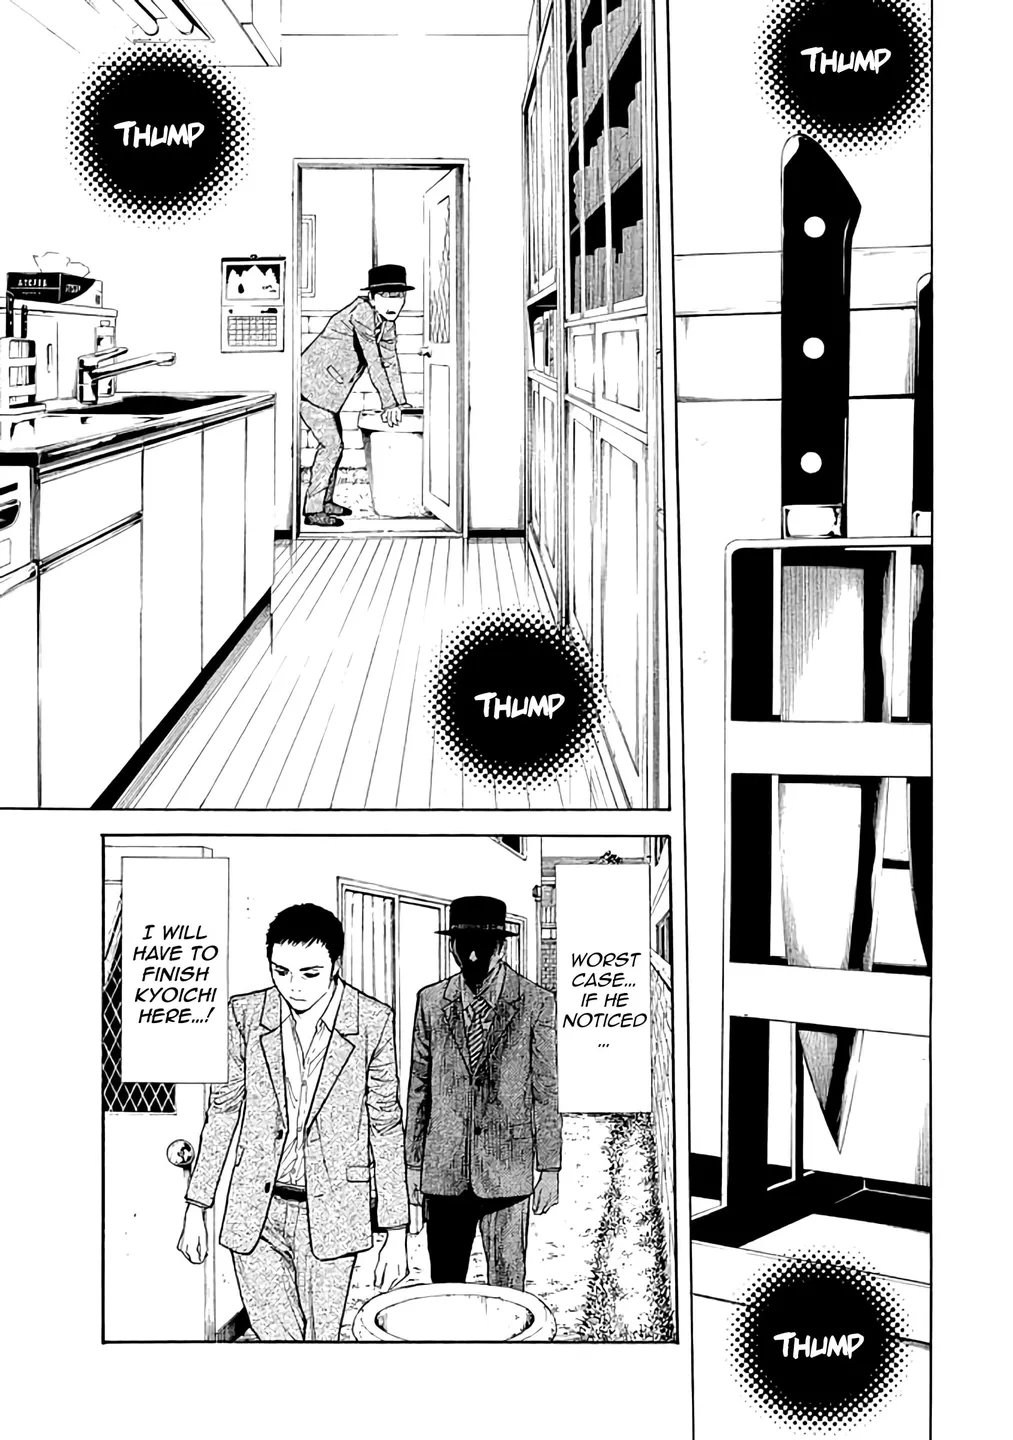 THUMP
THUMP
THUMP
THUMP
WORST
CASE...
IF HE
NOTICED
...
I WILL
HAVE TO
FINISH
KYOICHI
HERE...!